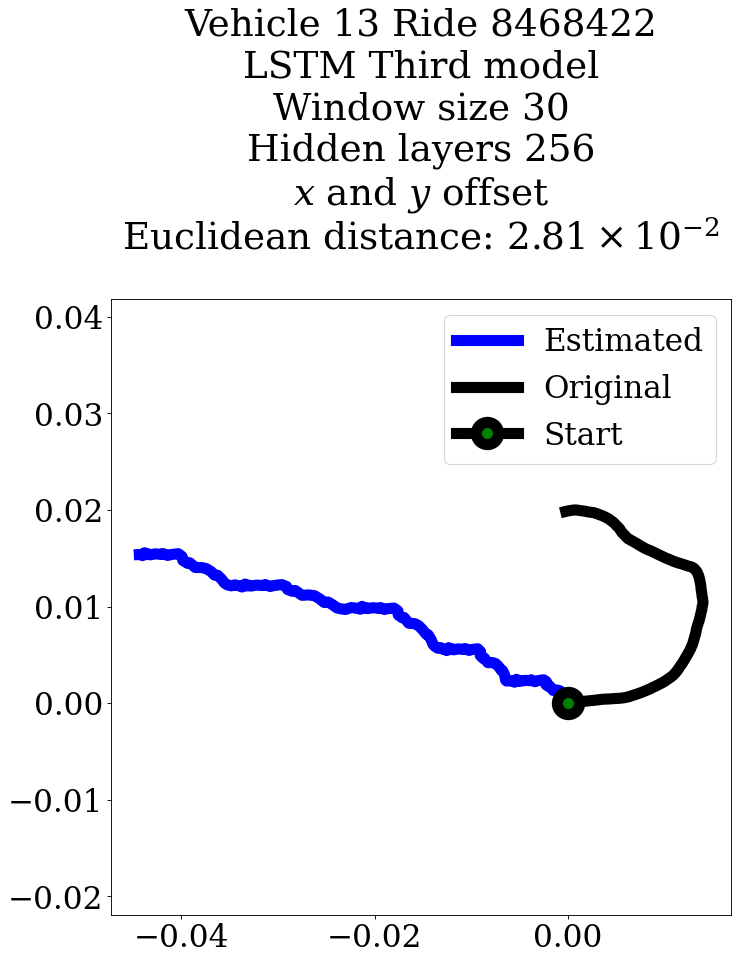 Vehicle 13 Ride 8468422
LSTM Third model
Window size 30
Hidden layers 256
x and y offset
Euclidean distance: 2.81 × 10⁻²
Estimated
Original
Start
0.04
0.03
0.02
0.01
0.00
−0.01
−0.02
−0.04
−0.02
0.00